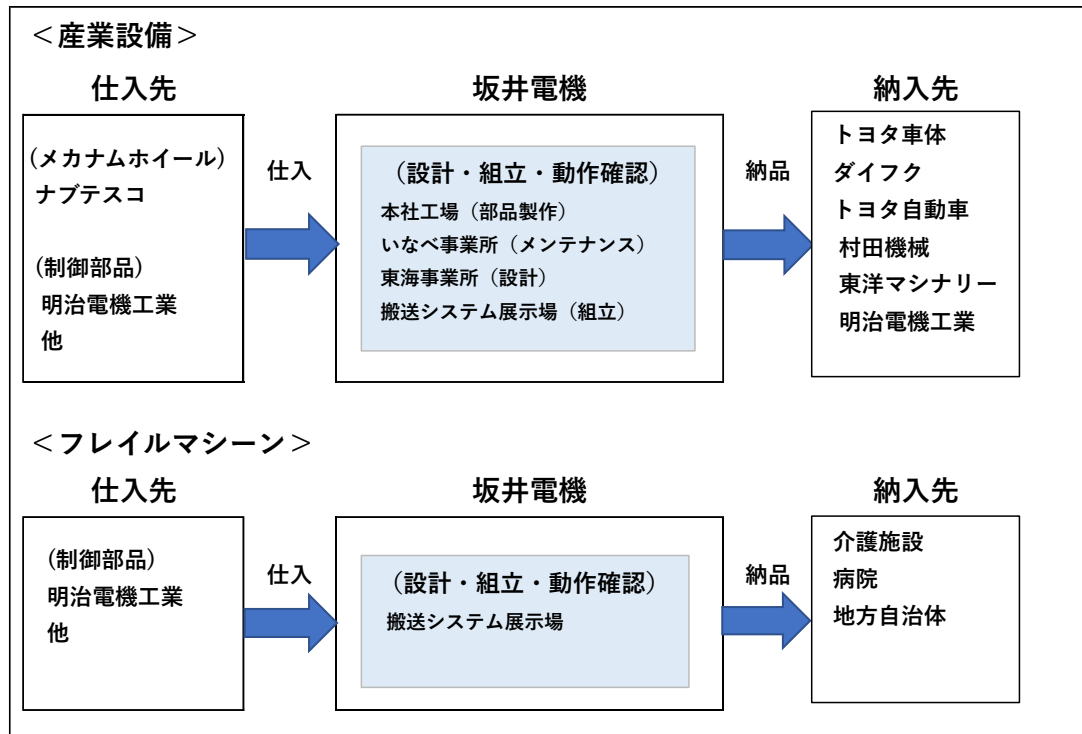 ＜産業設備＞
仕入先
坂井電機
納入先
(メカナムホイール)
ナブテスコ
(制御部品)
明治電機工業
他
仕入
（設計・組立・動作確認）
本社工場（部品製作）
いなべ事業所（メンテナンス）
東海事業所（設計）
搬送システム展示場（組立）
納品
トヨタ車体
ダイフク
トヨタ自動車
村田機械
東洋マシナリー
明治電機工業
＜フレイルマシーン＞
仕入先
坂井電機
納入先
(制御部品)
明治電機工業
他
仕入
（設計・組立・動作確認）
搬送システム展示場
納品
介護施設
病院
地方自治体